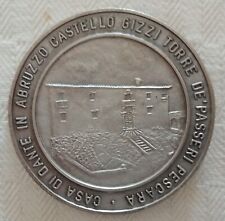 CASA DI DANTE IN ABRUZZO CASTELLO GIZZI TORRE DE' PASSERI PESCARA •